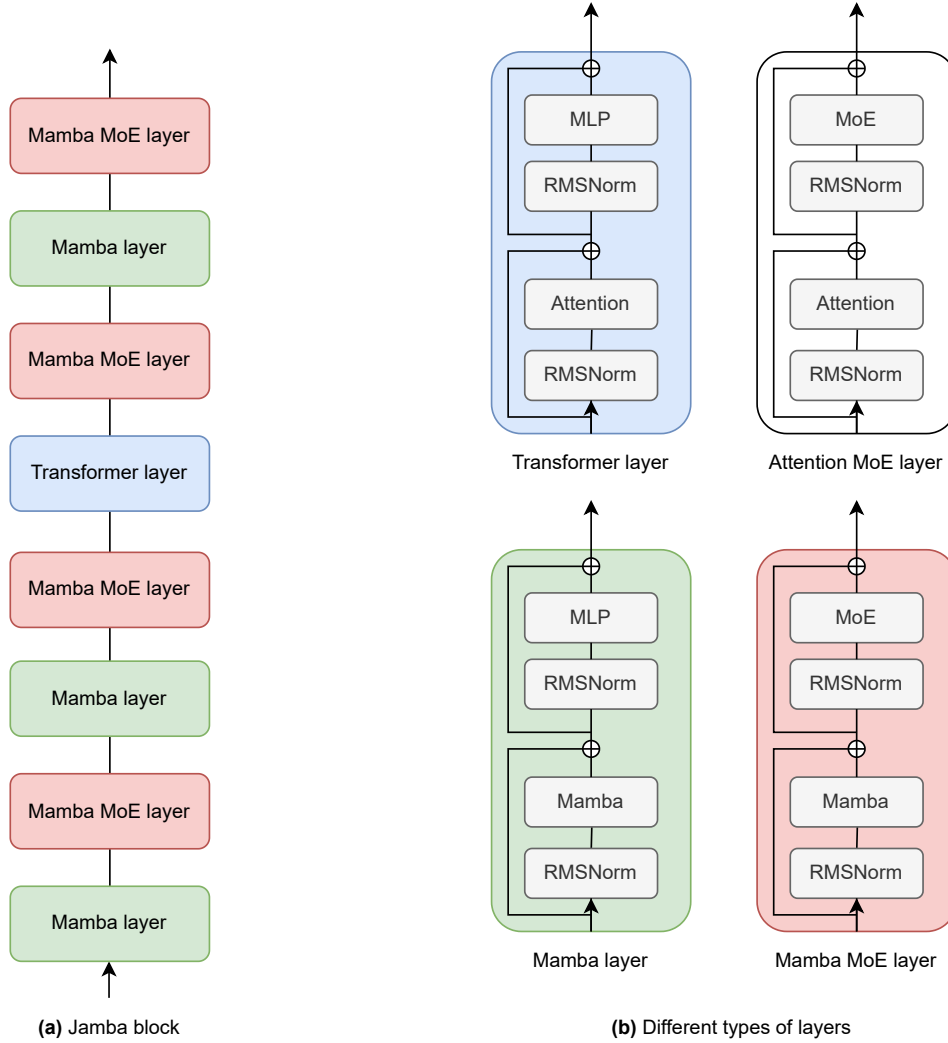 Mamba MoE layer
Mamba layer
Mamba MoE layer
Transformer layer
Mamba MoE layer
Mamba layer
Mamba MoE layer
Mamba layer
(a) Jamba block
MLP
RMSNorm
Attention
RMSNorm
Transformer layer
MoE
RMSNorm
Attention
RMSNorm
Attention MoE layer
MLP
RMSNorm
Mamba
RMSNorm
Mamba layer
MoE
RMSNorm
Mamba
RMSNorm
Mamba MoE layer
(b) Different types of layers